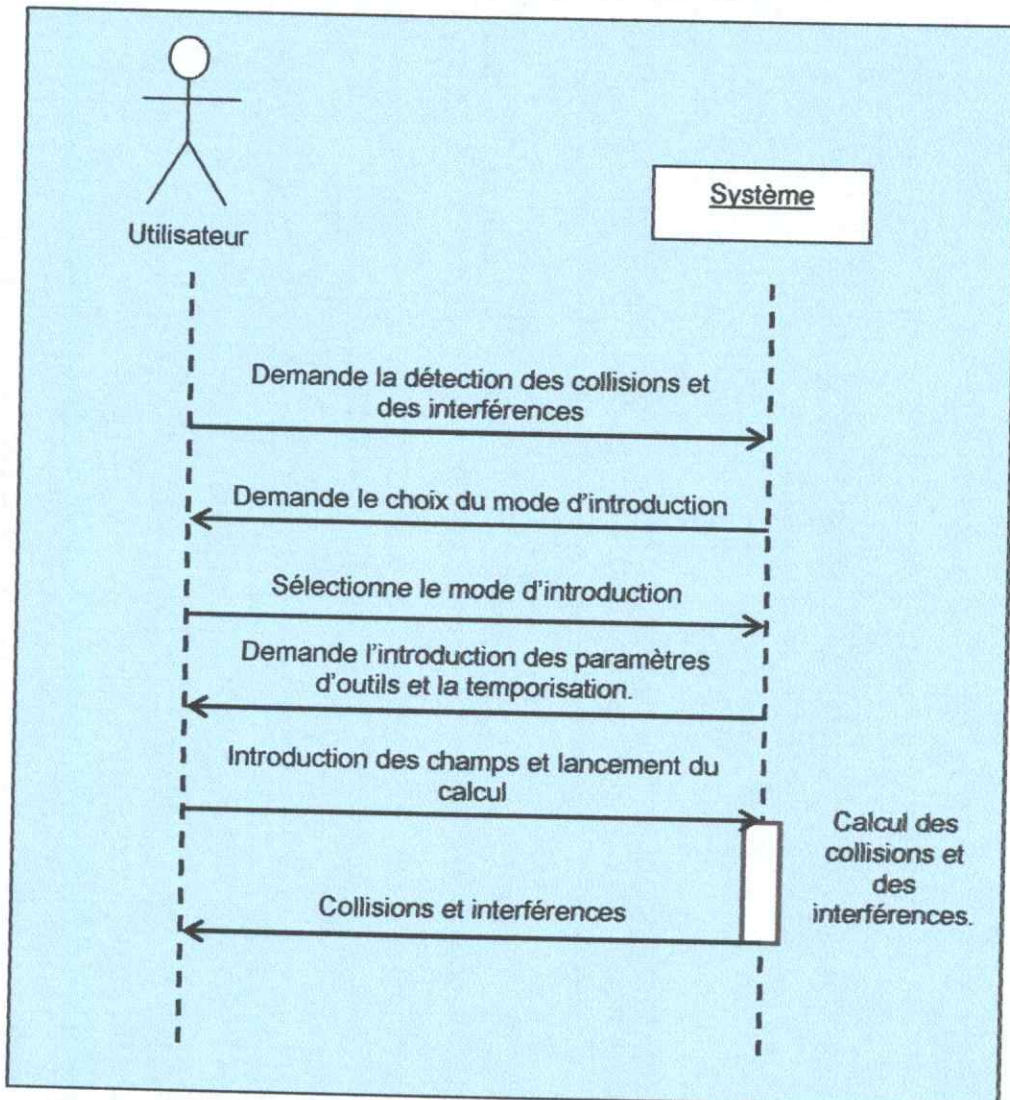 Système
Utilisateur
Demande la détection des collisions et
des interférences
Demande le choix du mode d'introduction
Sélectionne le mode d'introduction
Demande l'introduction des paramètres
d'outils et la temporisation.
Introduction des champs et lancement du
calcul
Calcul des
collisions et
des
interférences.
Collisions et interférences